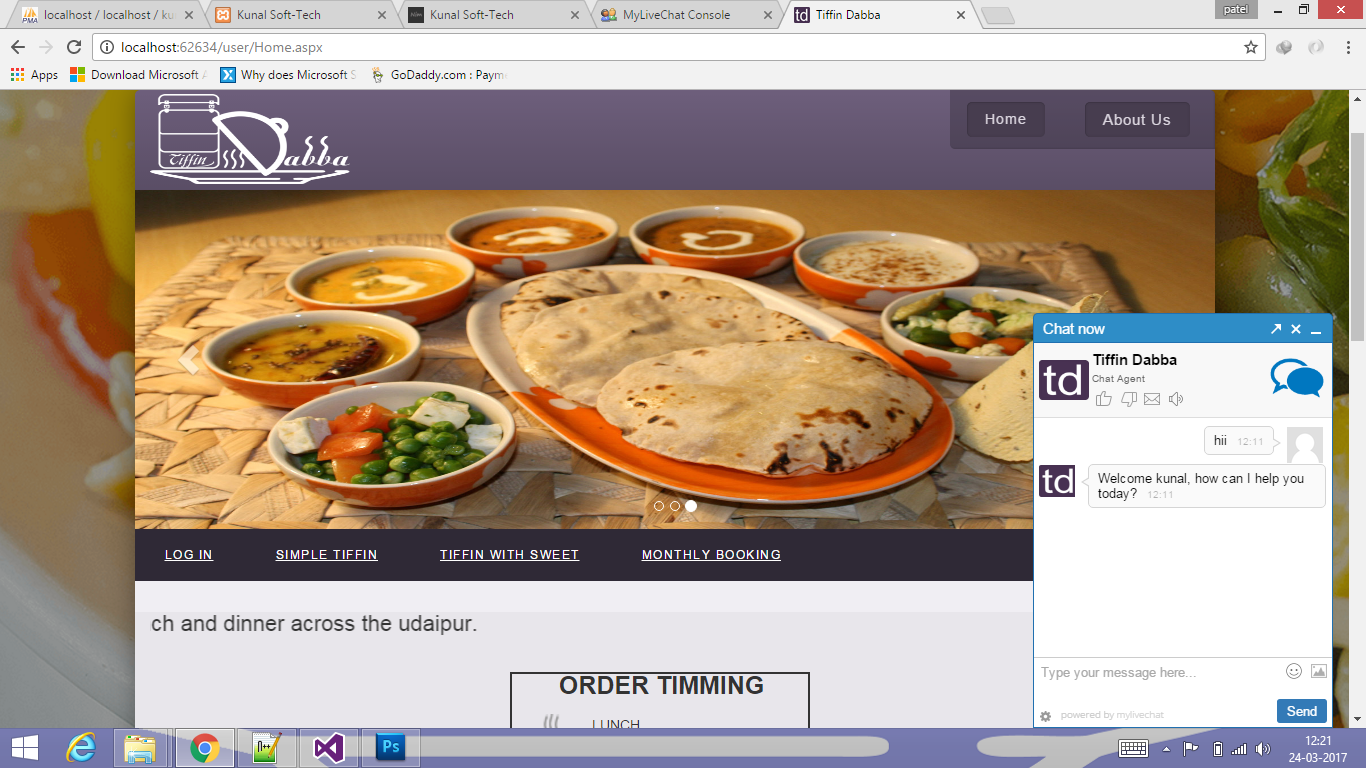 localhost / localhost / ku
Kunal Soft-Tech
Kunal Soft-Tech
MyLiveChat Console
Tiffin Dabba
patel
localhost:62634/user/Home.aspx
Apps
Download Microsoft A
Why does Microsoft S
GoDaddy.com : Paym
PMA
Tiffin Dabba
Home
About Us
LOG IN
SIMPLE TIFFIN
TIFFIN WITH SWEET
MONTHLY BOOKING
ch and dinner across the udaipur.
ORDER TIMMING
LUNCH
Chat now
td
Tiffin Dabba
Chat Agent
hii 12:11
td
Welcome kunal, how can I help you
today? 12:11
Type your message here...
powered by mylivechat
Send
Ps
12:21
24-03-2017